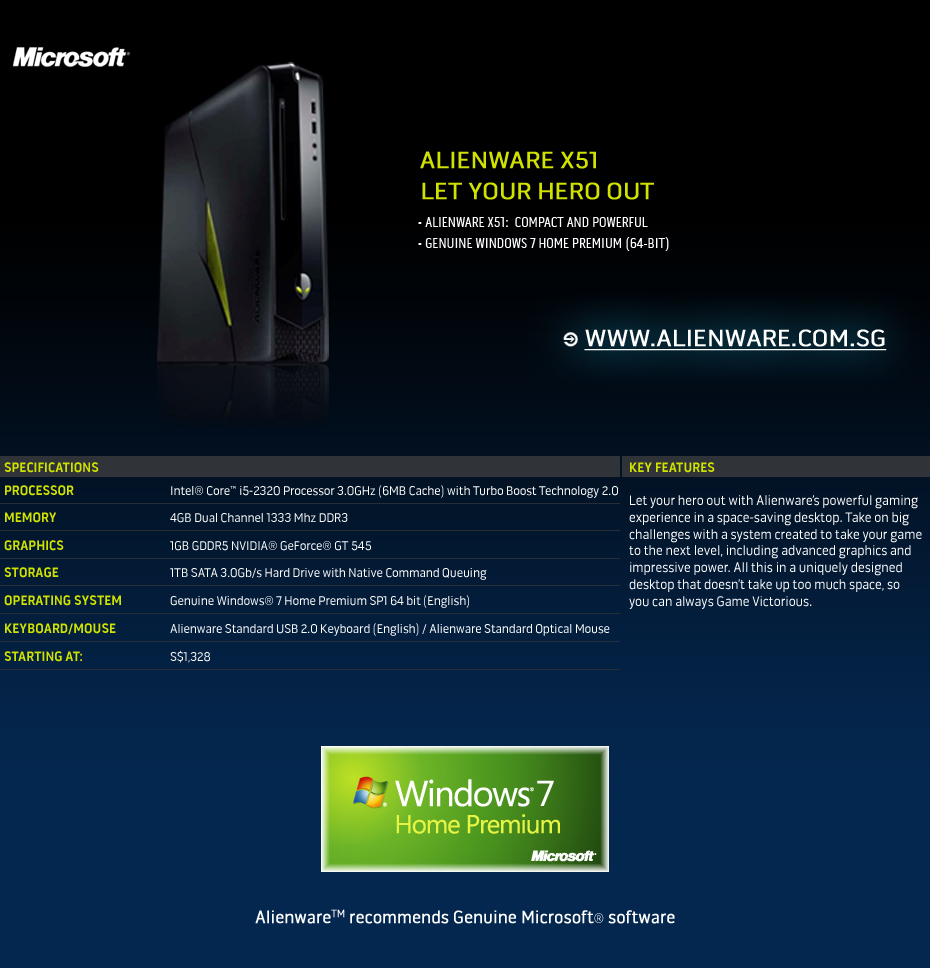 Microsoft®
ALIENWARE X51
LET YOUR HERO OUT
- ALIENWARE X51: COMPACT AND POWERFUL
- GENUINE WINDOWS 7 HOME PREMIUM (64-BIT)
ALIENWARE
WWW.ALIENWARE.COM.SG
SPECIFICATIONS
PROCESSOR Intel® Core™ i5-2320 Processor 3.0GHz (6MB Cache) with Turbo Boost Technology 2.0
MEMORY 4GB Dual Channel 1333 Mhz DDR3
GRAPHICS 1GB GDDR5 NVIDIA® GeForce® GT 545
STORAGE 1TB SATA 3.0Gb/s Hard Drive with Native Command Queuing
OPERATING SYSTEM Genuine Windows® 7 Home Premium SP1 64 bit (English)
KEYBOARD/MOUSE Alienware Standard USB 2.0 Keyboard (English) / Alienware Standard Optical Mouse
STARTING AT: S$1,328
KEY FEATURES
Let your hero out with Alienware's powerful gaming
experience in a space-saving desktop. Take on big
challenges with a system created to take your game
to the next level, including advanced graphics and
impressive power. All this in a uniquely designed
desktop that doesn't take up too much space, so
you can always Game Victorious.
Windows® 7
Home Premium
Microsoft®
Alienware™ recommends Genuine Microsoft® software